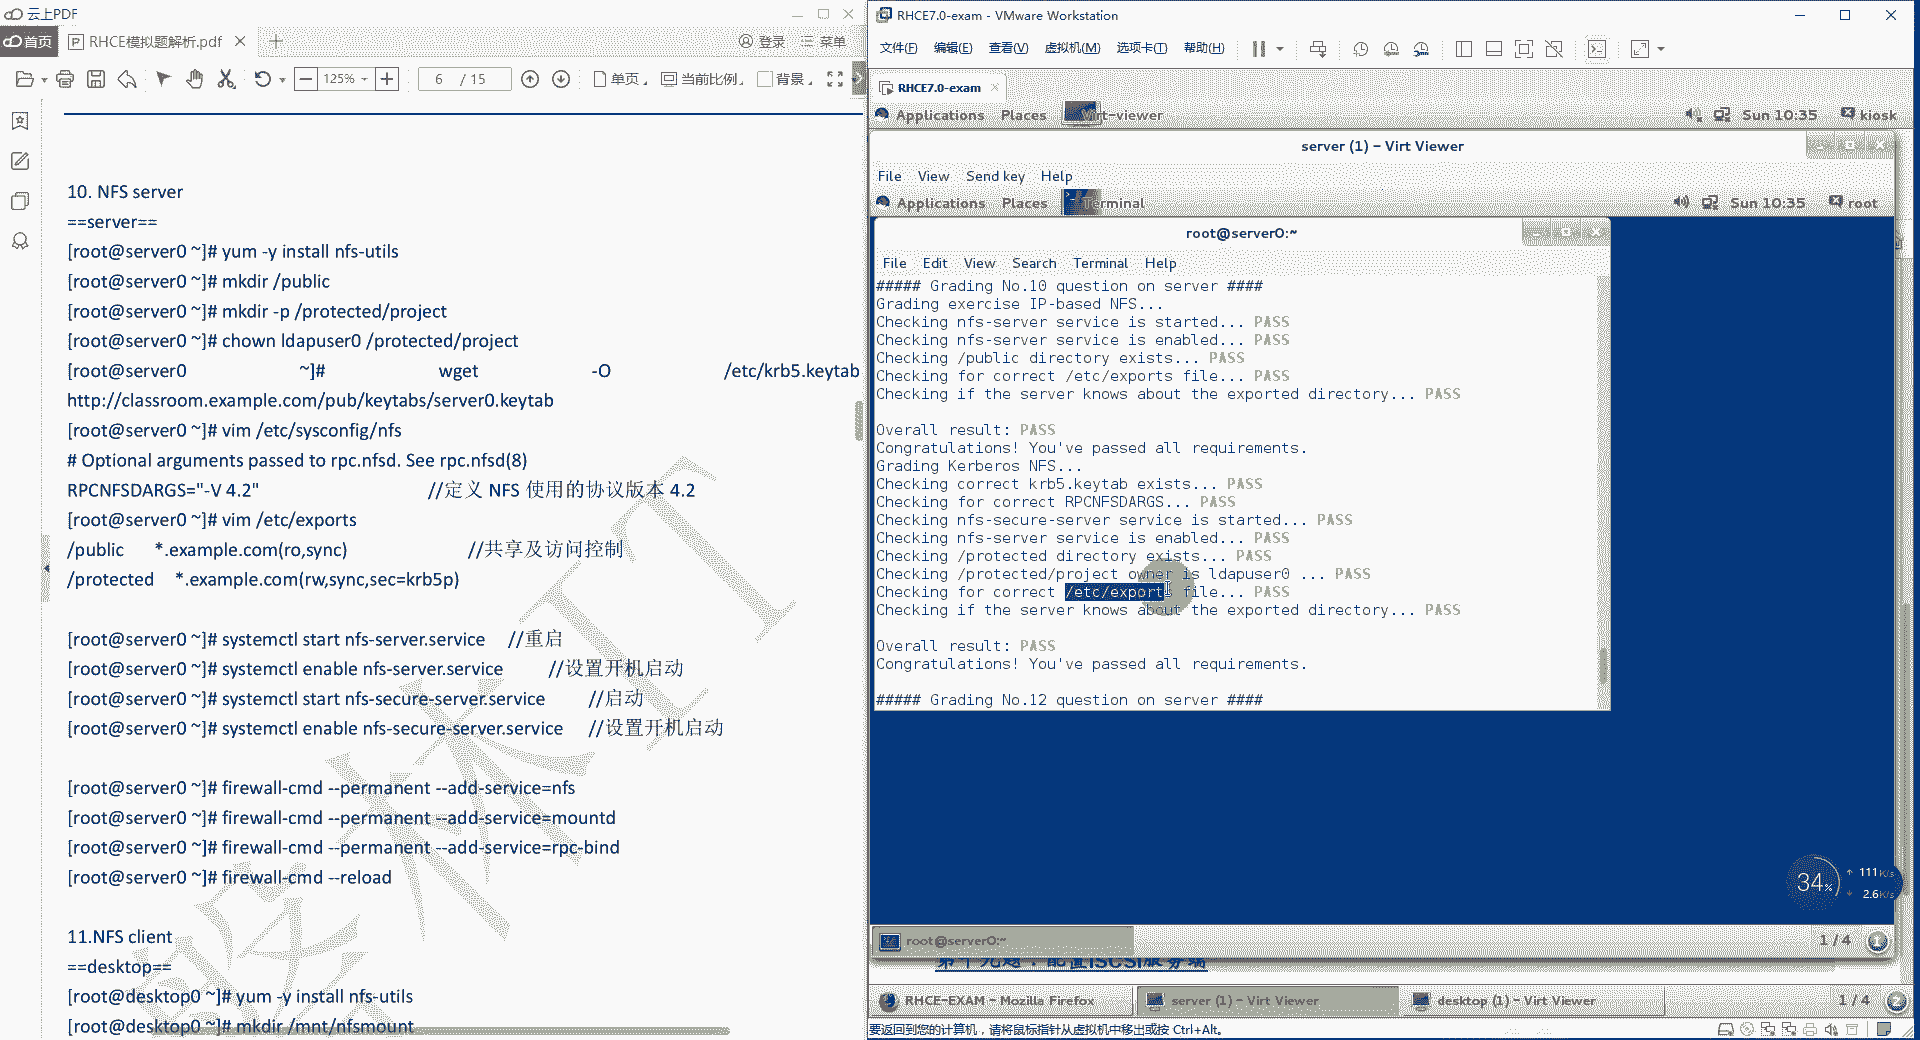 云上PDF
首页
RHCE模拟题解析.pdf
登录 菜单
125% 6 / 15 单页 当前比例 背景
10. NFS server
==server==
[root@server0 ~]# yum -y install nfs-utils
[root@server0 ~]# mkdir /public
[root@server0 ~]# mkdir -p /protected/project
[root@server0 ~]# chown ldapuser0 /protected/project
[root@server0 ~]# wget -O /etc/krb5.keytab
http://classroom.example.com/pub/keytabs/server0.keytab
[root@server0 ~]# vim /etc/sysconfig/nfs
# Optional arguments passed to rpc.nfsd. See rpc.nfsd(8)
RPCNFSDARGS="-V 4.2" //定义 NFS 使用的协议版本 4.2
[root@server0 ~]# vim /etc/exports
/public *.example.com(ro,sync) //共享及访问控制
/protected *.example.com(rw,sync,sec=krb5p)
[root@server0 ~]# systemctl start nfs-server.service //重启
[root@server0 ~]# systemctl enable nfs-server.service //设置开机启动
[root@server0 ~]# systemctl start nfs-secure-server.service //启动
[root@server0 ~]# systemctl enable nfs-secure-server.service //设置开机启动
[root@server0 ~]# firewall-cmd --permanent --add-service=nfs
[root@server0 ~]# firewall-cmd --permanent --add-service=mountd
[root@server0 ~]# firewall-cmd --permanent --add-service=rpc-bind
[root@server0 ~]# firewall-cmd --reload
11.NFS client
==desktop==
[root@desktop0 ~]# yum -y install nfs-utils
[root@desktop0 ~]# mkdir /mnt/nfsmount
RHCE7.0-exam - VMware Workstation
文件(F) 编辑(E) 查看(V) 虚拟机(M) 选项卡(T) 帮助(H)
RHCE7.0-exam
Applications Places Virt-viewer Sun 10:35 kiosk
server (1) – Virt Viewer
File View Send key Help
Applications Places Terminal Sun 10:35 root
root@server0:~
File Edit View Search Terminal Help
##### Grading No.10 question on server ####
Grading exercise IP-based NFS...
Checking nfs-server service is started... PASS
Checking nfs-server service is enabled... PASS
Checking /public directory exists... PASS
Checking for correct /etc/exports file... PASS
Checking if the server knows about the exported directory... PASS
Overall result: PASS
Congratulations! You've passed all requirements.
Grading Kerberos NFS...
Checking correct krb5.keytab exists... PASS
Checking for correct RPCNFSDARGS... PASS
Checking nfs-secure-server service is started... PASS
Checking nfs-server service is enabled... PASS
Checking /protected directory exists... PASS
Checking /protected/project owner is ldapuser0 ... PASS
Checking for correct /etc/exports file... PASS
Checking if the server knows about the exported directory... PASS
Overall result: PASS
Congratulations! You've passed all requirements.
##### Grading No.12 question on server ####
34% 111K/s
2.6K/s
root@server0:~ 1 / 4
第十九题：配置ISCSI服务端
RHCE-EXAM – Mozilla Firefox server (1) – Virt Viewer desktop (1) – Virt Viewer 1 / 4
要返回到您的计算机，请将鼠标指针从虚拟机中移出或按 Ctrl+Alt。